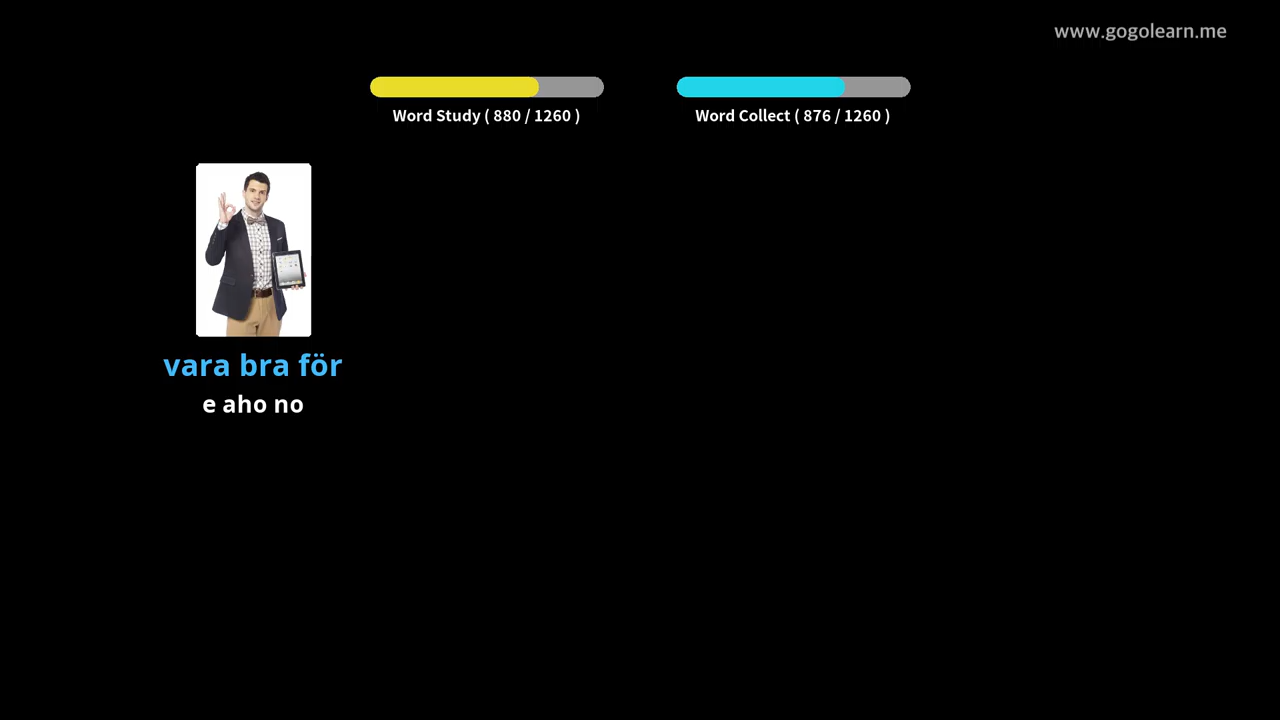 www.gogolearn.me
Word Study ( 880 / 1260 )
Word Collect ( 876 / 1260 )
vara bra för
e aho no